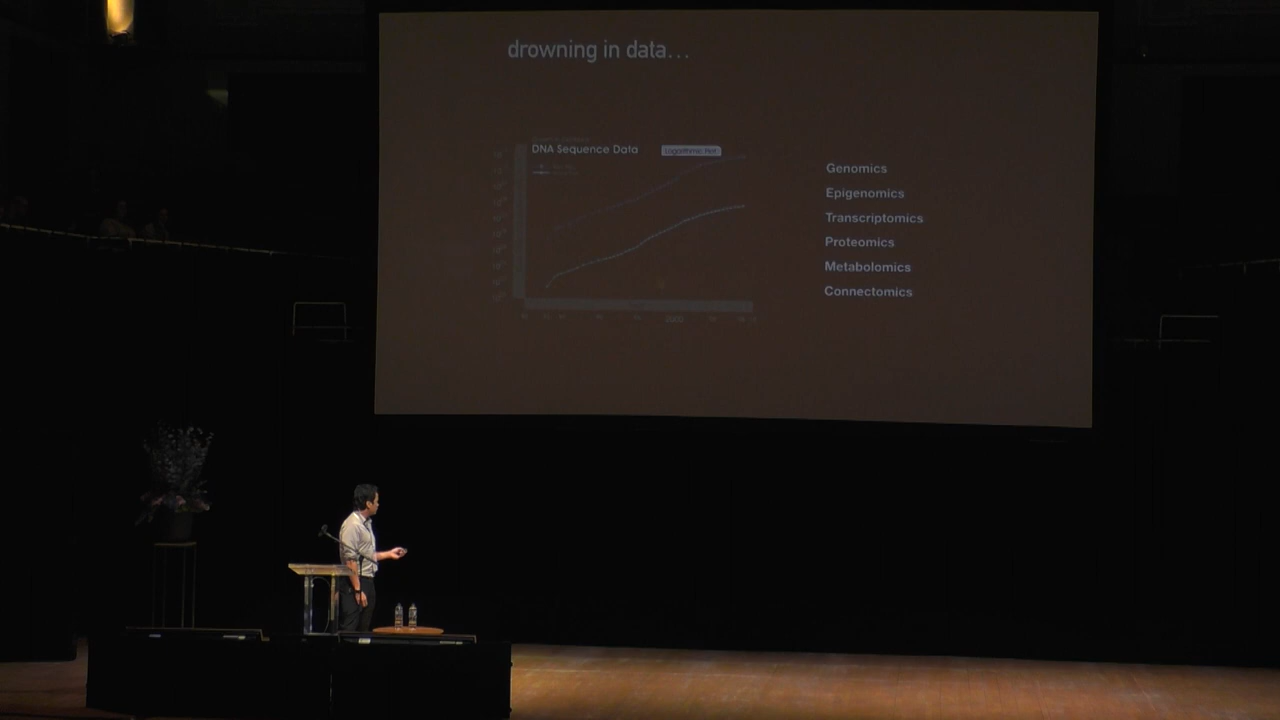 drowning in data…
DNA Sequence Data
Genomics
Epigenomics
Transcriptomics
Proteomics
Metabolomics
Connectomics